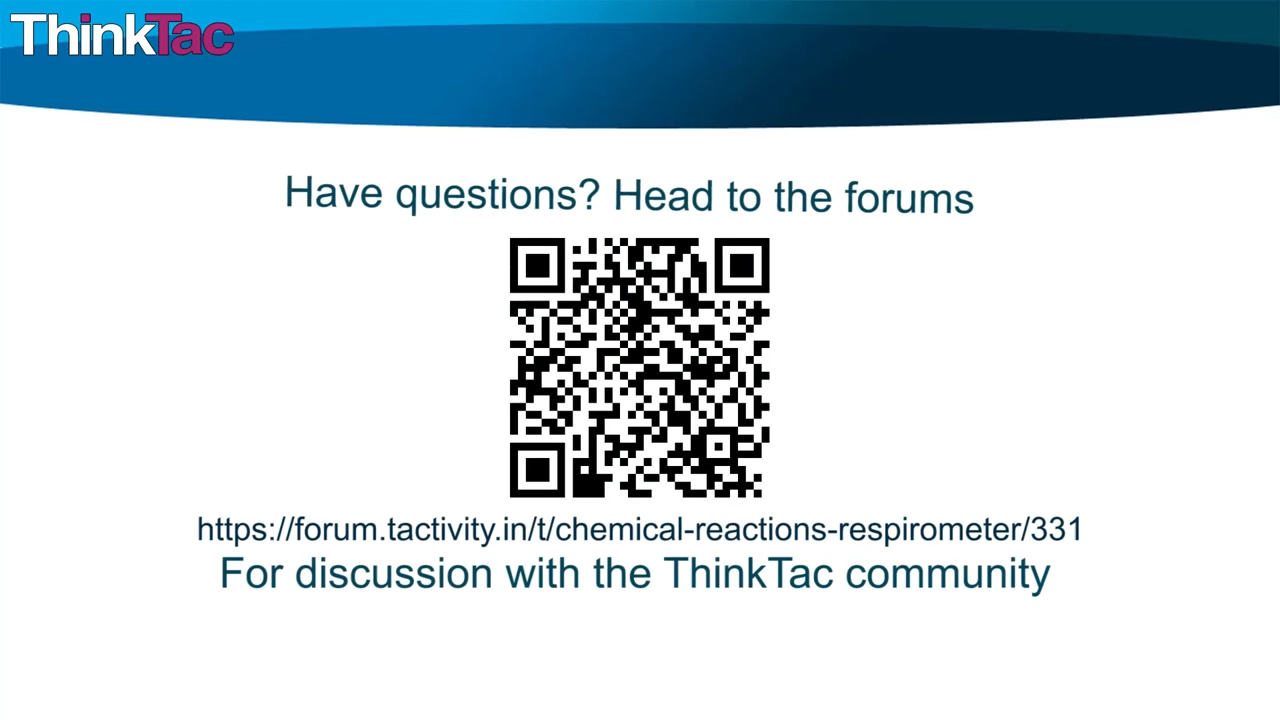 ThinkTac
Have questions? Head to the forums
https://forum.tactivity.in/t/chemical-reactions-respirometer/331
For discussion with the ThinkTac community